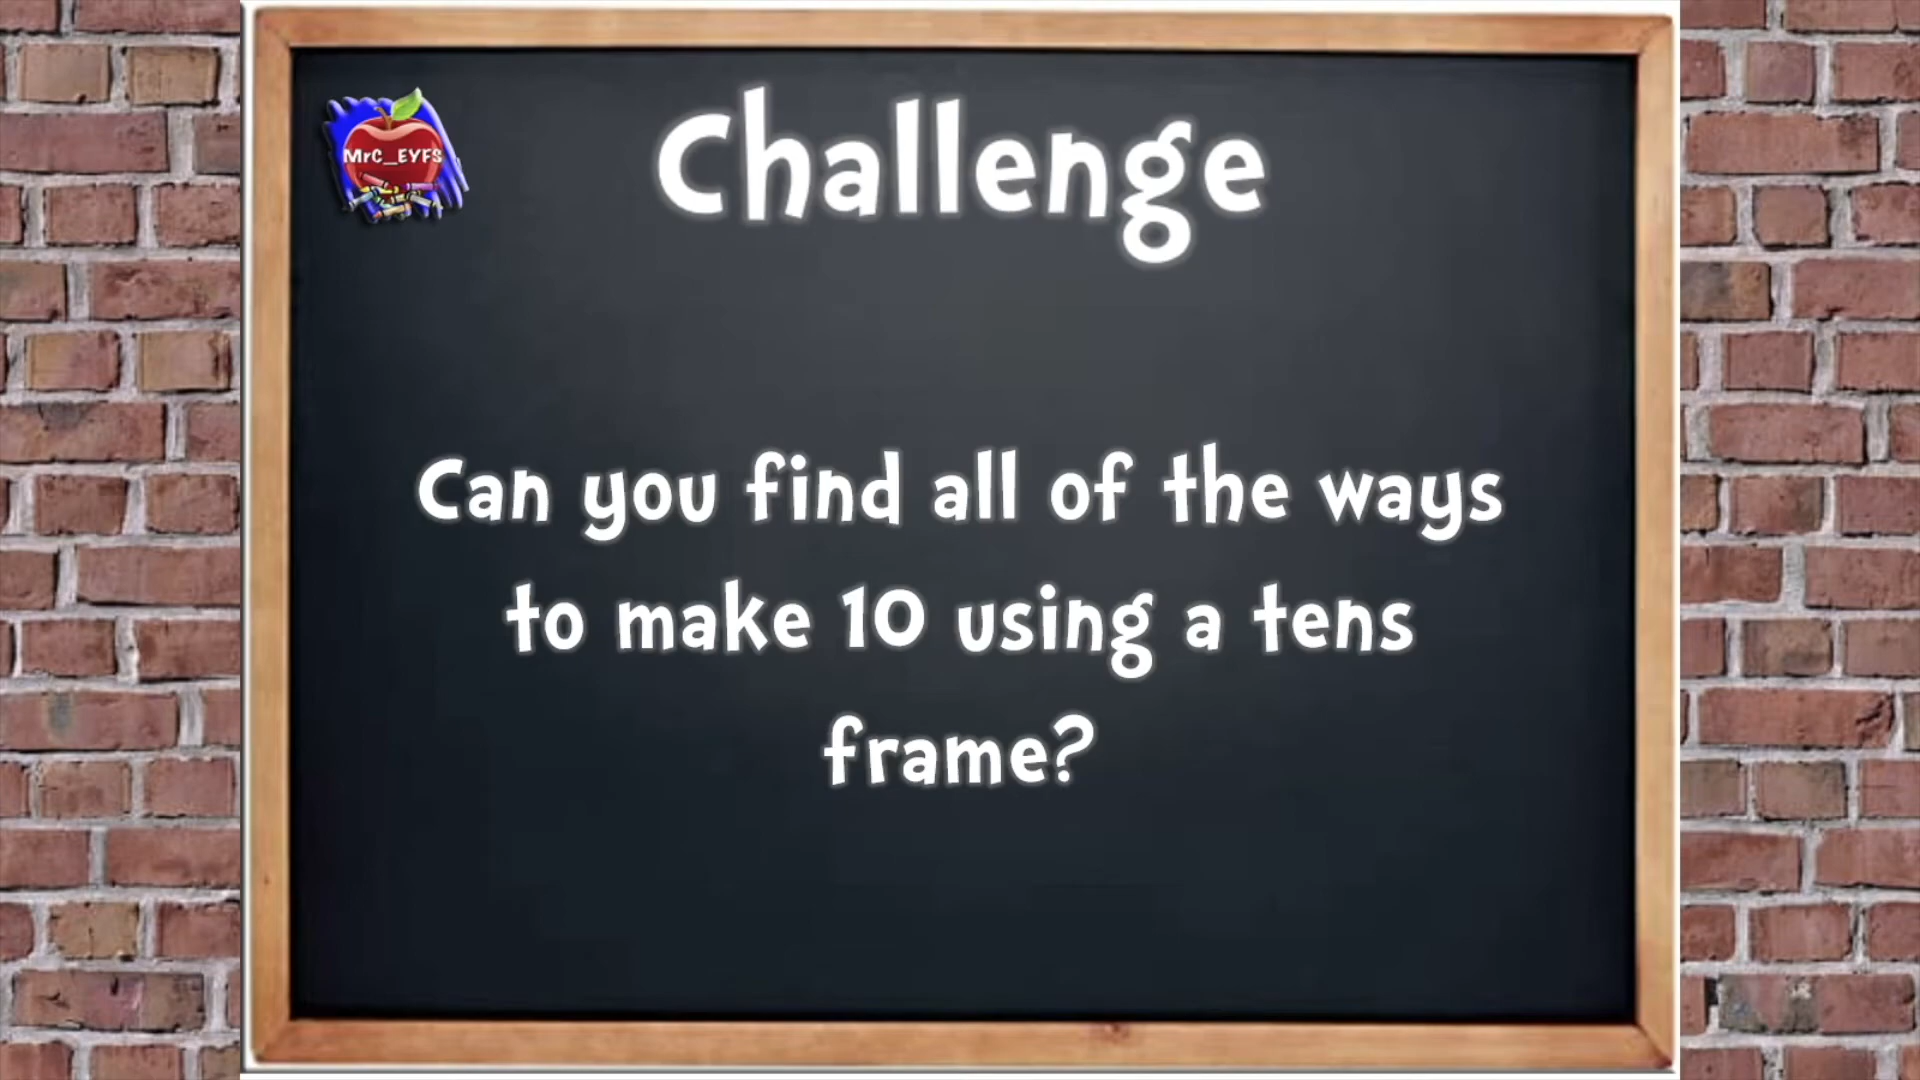 MrC_EYFS
Challenge
Can you find all of the ways
to make 10 using a tens
frame?